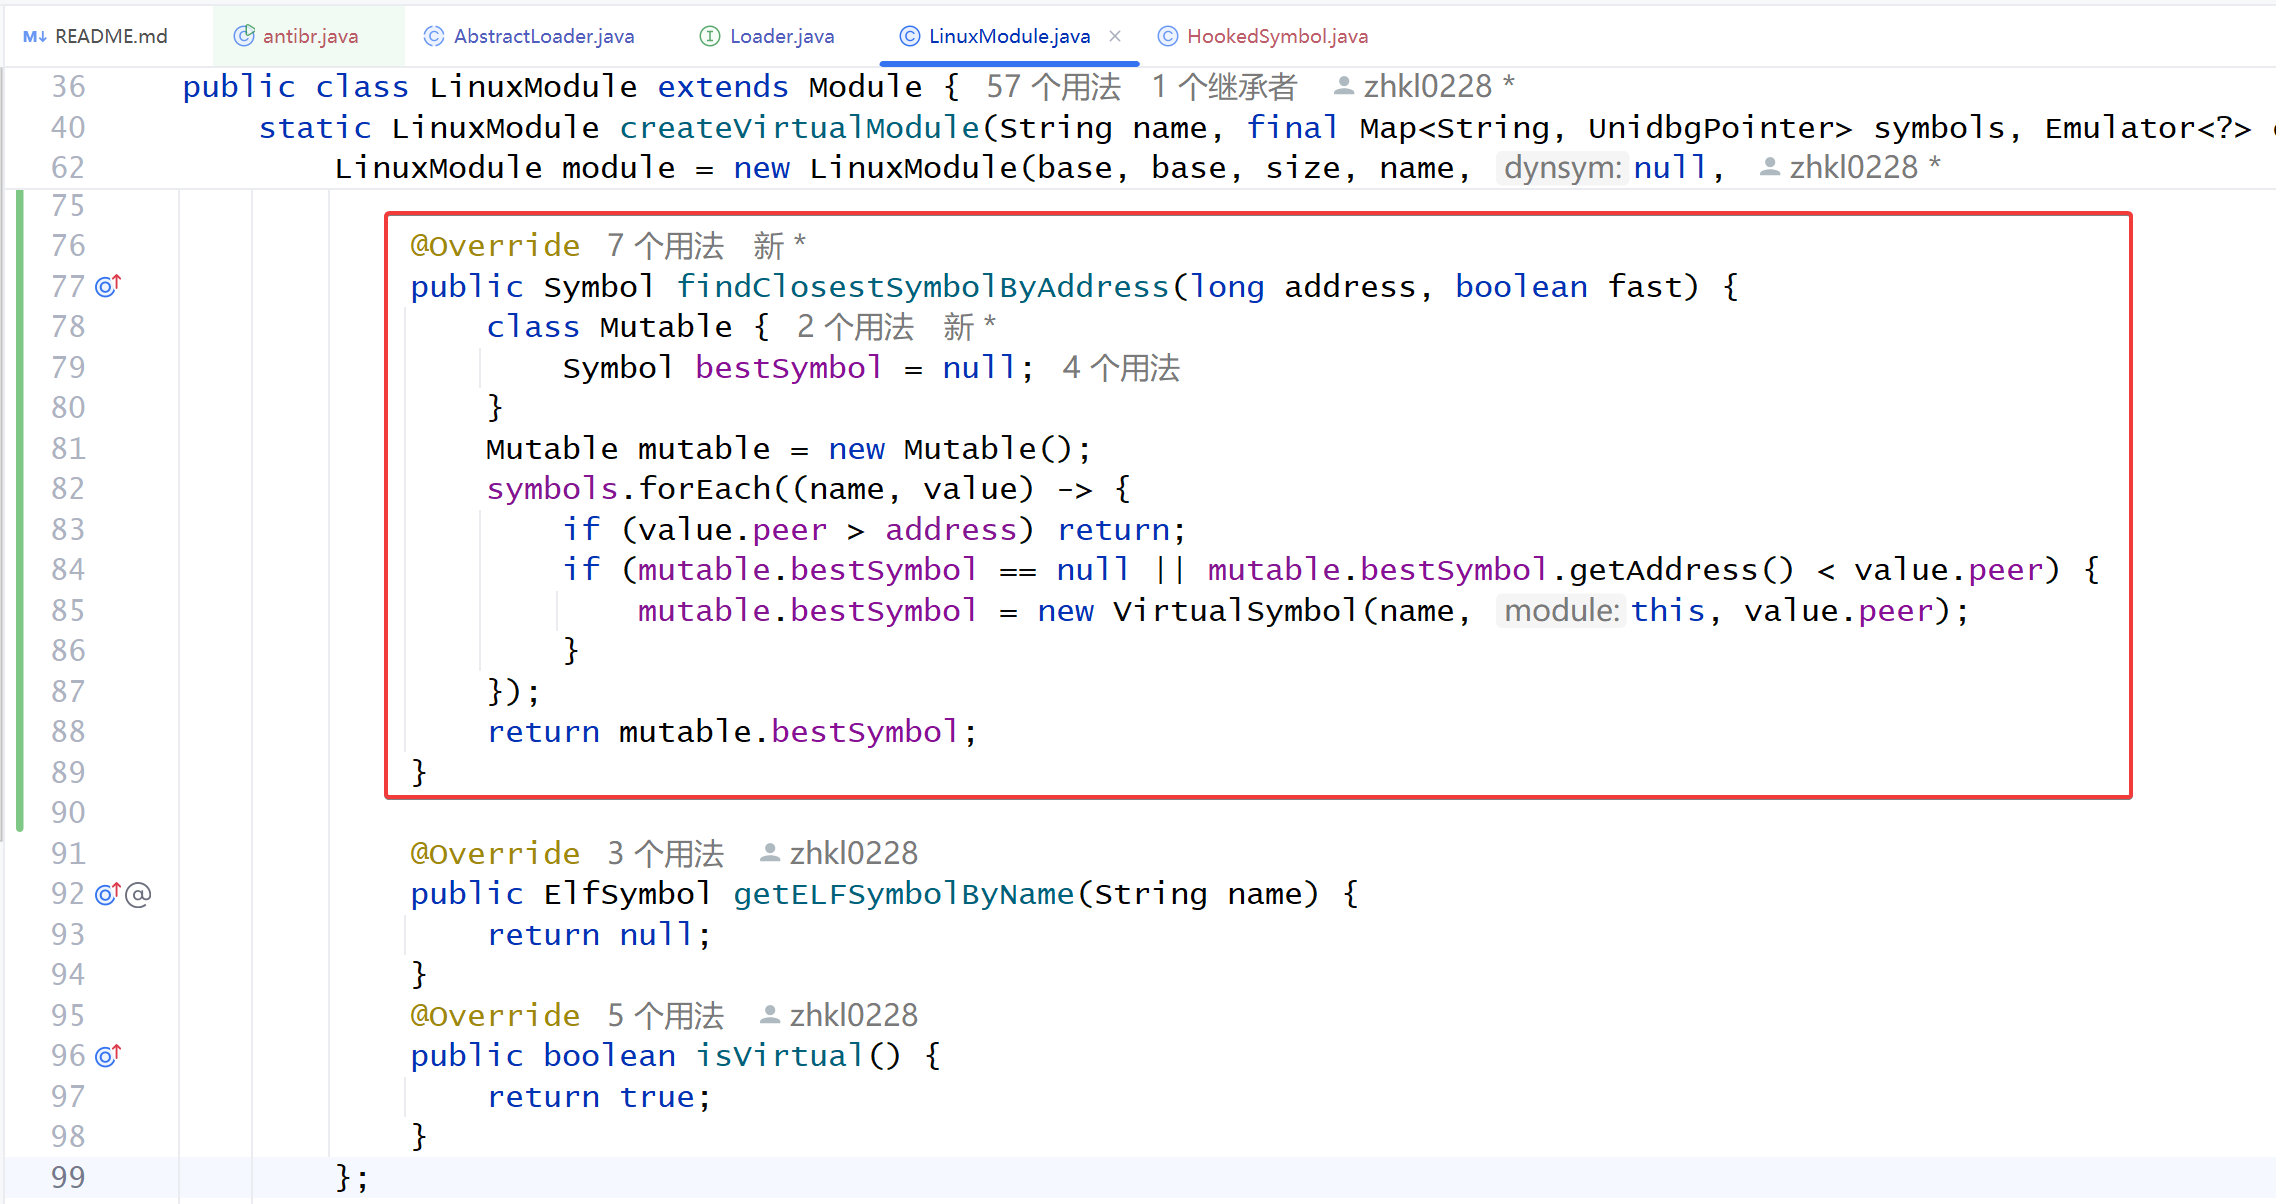 M↓ README.md antibr.java AbstractLoader.java Loader.java LinuxModule.java × HookedSymbol.java
36 public class LinuxModule extends Module { 57 个用法 1 个继承者 zhkl0228 *
40 static LinuxModule createVirtualModule(String name, final Map<String, UnidbgPointer> symbols, Emulator<?>
62 LinuxModule module = new LinuxModule(base, base, size, name, dynsym: null, zhkl0228 *
75
76 @Override 7 个用法 新 *
77 public Symbol findClosestSymbolByAddress(long address, boolean fast) {
78 class Mutable { 2 个用法 新 *
79 Symbol bestSymbol = null; 4 个用法
80 }
81 Mutable mutable = new Mutable();
82 symbols.forEach((name, value) -> {
83 if (value.peer > address) return;
84 if (mutable.bestSymbol == null || mutable.bestSymbol.getAddress() < value.peer) {
85 mutable.bestSymbol = new VirtualSymbol(name, module: this, value.peer);
86 }
87 });
88 return mutable.bestSymbol;
89 }
90
91 @Override 3 个用法 zhkl0228
92 @ public ElfSymbol getELFSymbolByName(String name) {
93 return null;
94 }
95 @Override 5 个用法 zhkl0228
96 public boolean isVirtual() {
97 return true;
98 }
99 };